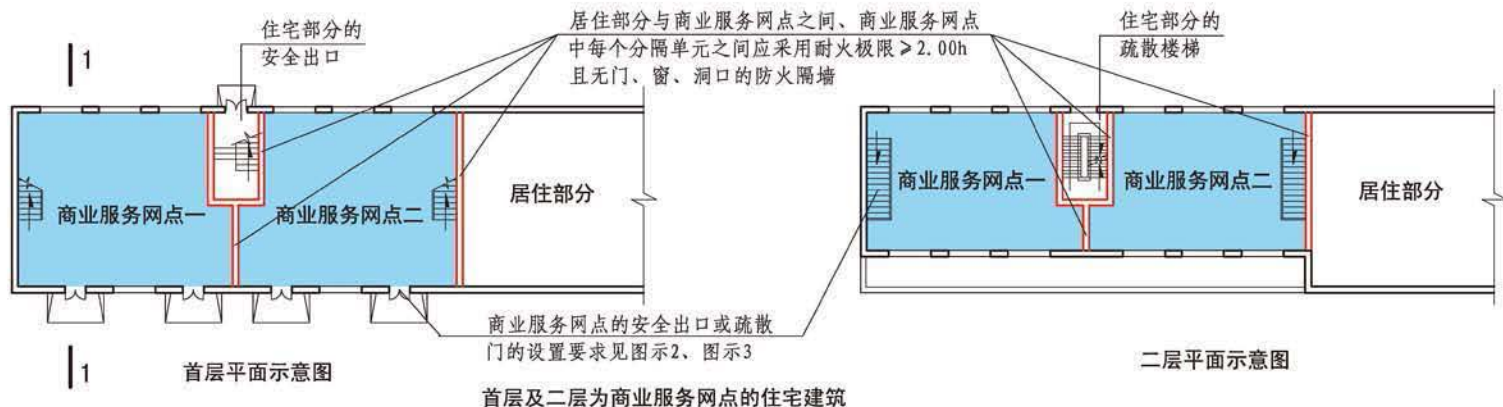 住宅部分的
安全出口
居住部分与商业服务网点之间、商业服务网点
中每个分隔单元之间应采用耐火极限≥2.00h
且无门、窗、洞口的防火隔墙
住宅部分的
疏散楼梯
1
商业服务网点一
商业服务网点二
居住部分
商业服务网点一
商业服务网点二
居住部分
商业服务网点的安全出口或疏散
门的设置要求见图示2、图示3
1
首层平面示意图
二层平面示意图
首层及二层为商业服务网点的住宅建筑